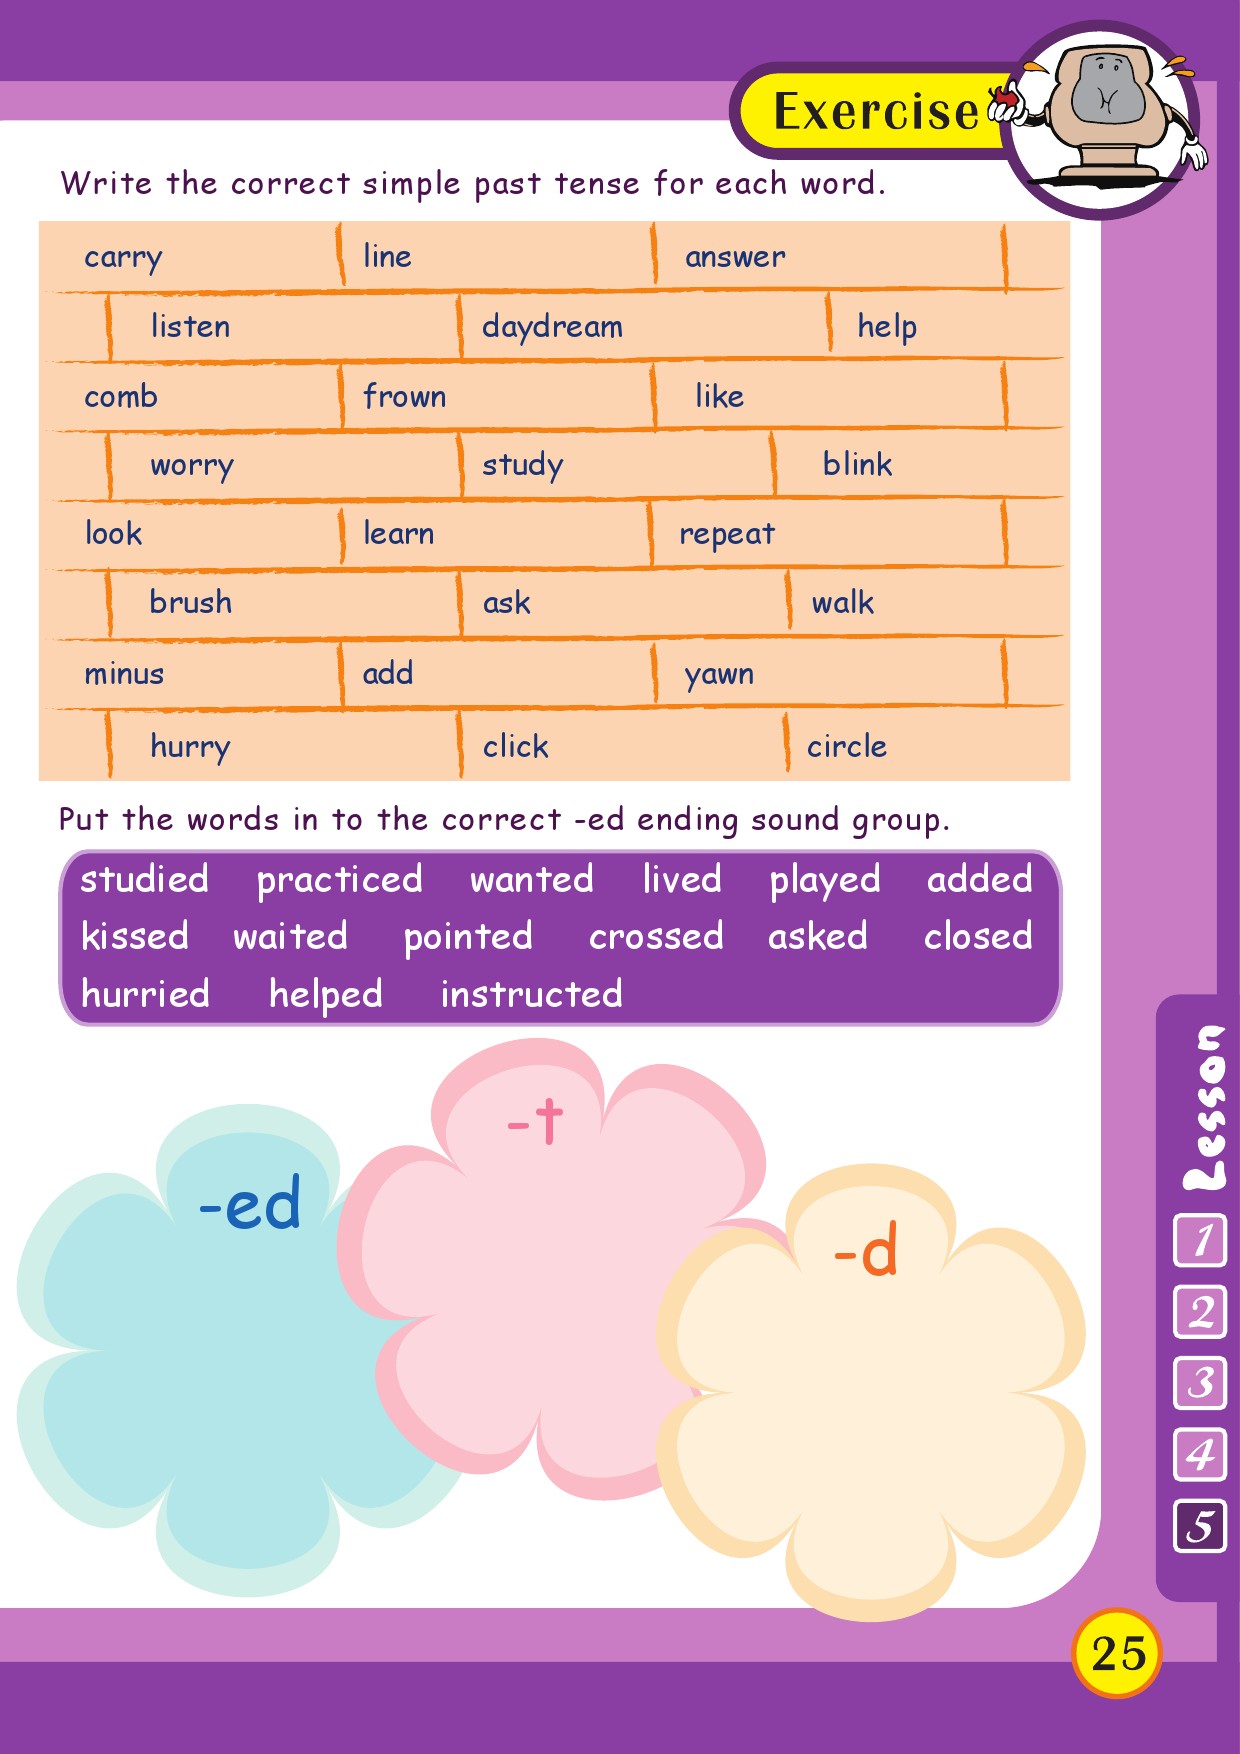 Exercise
Write the correct simple past tense for each word.
carry line answer
listen daydream help
comb frown like
worry study blink
look learn repeat
brush ask walk
minus add yawn
hurry click circle
Put the words in to the correct -ed ending sound group.
studied practiced wanted lived played added
kissed waited pointed crossed asked closed
hurried helped instructed
-ed
-t
-d
Lesson
1
2
3
4
5
25